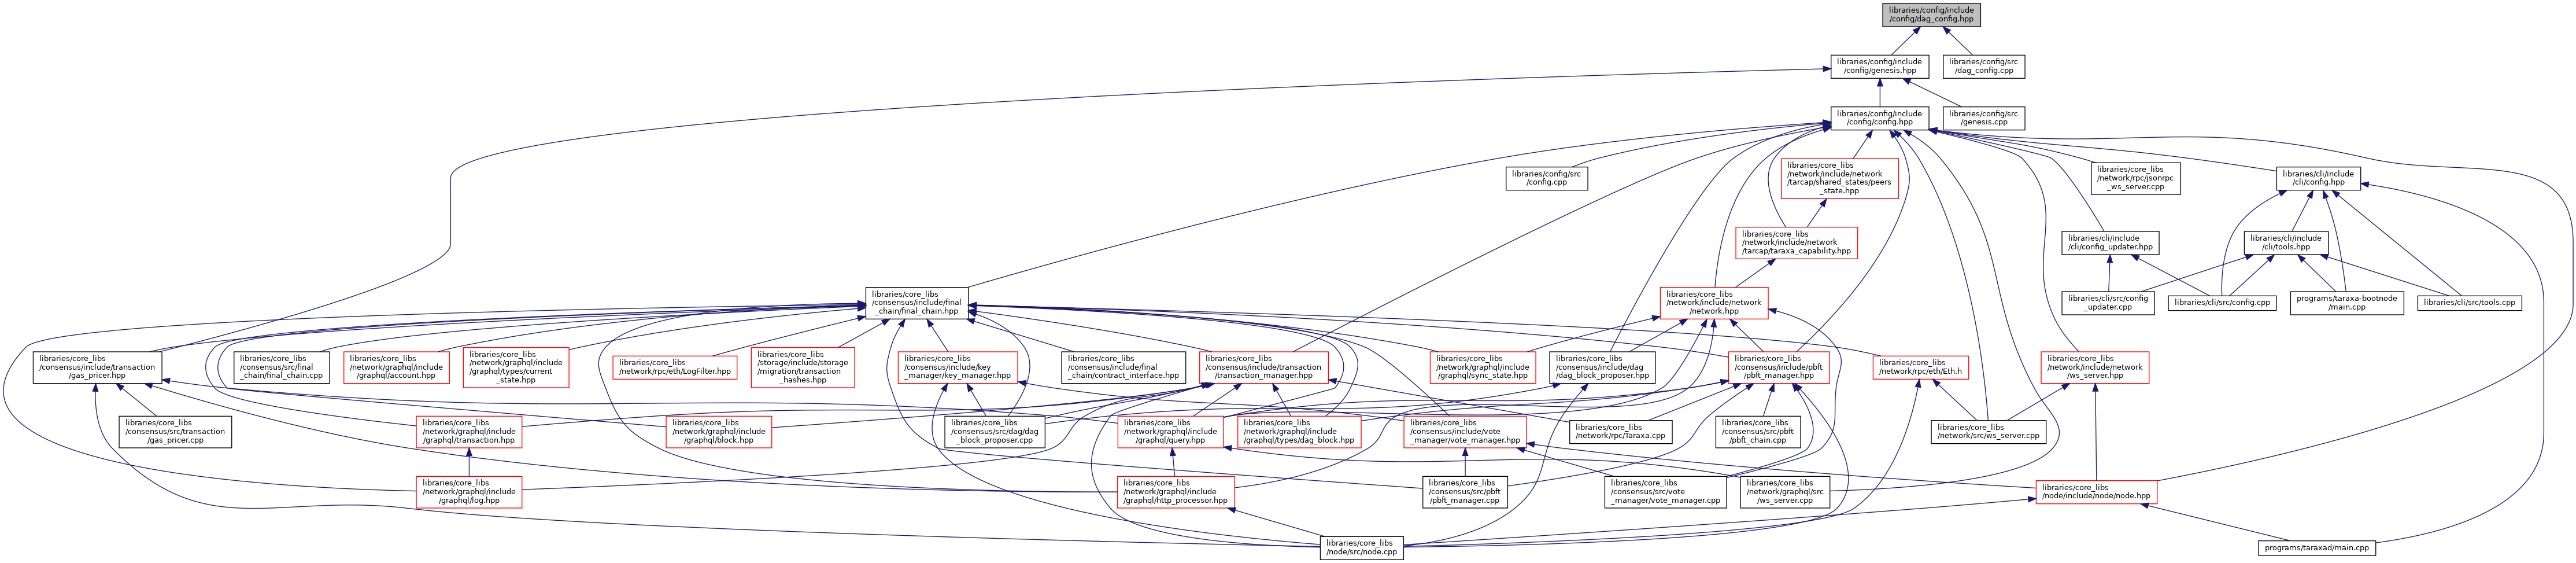 libraries/config/include
/config/dag_config.hpp
libraries/config/include
/config/genesis.hpp
libraries/config/src
/dag_config.cpp
libraries/config/include
/config/config.hpp
libraries/config/src
/genesis.cpp
libraries/config/src
/config.cpp
libraries/core_libs
/network/include/network
/tarcap/shared_states/peers
_state.hpp
libraries/core_libs
/network/rpc/jsonrpc
_ws_server.cpp
libraries/cli/include
/cli/config.hpp
libraries/core_libs
/network/include/network
/tarcap/taraxa_capability.hpp
libraries/cli/include
/cli/config_updater.hpp
libraries/cli/include
/cli/tools.hpp
libraries/core_libs
/consensus/include/final
_chain/final_chain.hpp
libraries/core_libs
/network/include/network
/network.hpp
libraries/cli/src/config
_updater.cpp
libraries/cli/src/config.cpp
programs/taraxa-bootnode
/main.cpp
libraries/cli/src/tools.cpp
libraries/core_libs
/consensus/include/transaction
/gas_pricer.hpp
libraries/core_libs
/consensus/src/final
_chain/final_chain.cpp
libraries/core_libs
/network/graphql/include
/graphql/account.hpp
libraries/core_libs
/network/graphql/include
/graphql/types/current
_state.hpp
libraries/core_libs
/network/rpc/eth/LogFilter.hpp
libraries/core_libs
/storage/include/storage
/migration/transaction
_hashes.hpp
libraries/core_libs
/consensus/include/key
_manager/key_manager.hpp
libraries/core_libs
/consensus/include/final
_chain/contract_interface.hpp
libraries/core_libs
/consensus/include/transaction
/transaction_manager.hpp
libraries/core_libs
/network/graphql/include
/graphql/sync_state.hpp
libraries/core_libs
/consensus/include/dag
/dag_block_proposer.hpp
libraries/core_libs
/consensus/include/pbft
/pbft_manager.hpp
libraries/core_libs
/network/rpc/eth/Eth.h
libraries/core_libs
/network/include/network
/ws_server.hpp
libraries/core_libs
/consensus/src/transaction
/gas_pricer.cpp
libraries/core_libs
/network/graphql/include
/graphql/transaction.hpp
libraries/core_libs
/network/graphql/include
/graphql/block.hpp
libraries/core_libs
/consensus/src/dag/dag
_block_proposer.cpp
libraries/core_libs
/network/graphql/include
/graphql/query.hpp
libraries/core_libs
/network/graphql/include
/graphql/types/dag_block.hpp
libraries/core_libs
/consensus/include/vote
_manager/vote_manager.hpp
libraries/core_libs
/network/rpc/Taraxa.cpp
libraries/core_libs
/consensus/src/pbft
/pbft_chain.cpp
libraries/core_libs
/network/src/ws_server.cpp
libraries/core_libs
/network/graphql/include
/graphql/log.hpp
libraries/core_libs
/network/graphql/include
/graphql/http_processor.hpp
libraries/core_libs
/consensus/src/pbft
/pbft_manager.cpp
libraries/core_libs
/consensus/src/vote
_manager/vote_manager.cpp
libraries/core_libs
/network/graphql/src
/ws_server.cpp
libraries/core_libs
/node/include/node/node.hpp
libraries/core_libs
/node/src/node.cpp
programs/taraxad/main.cpp